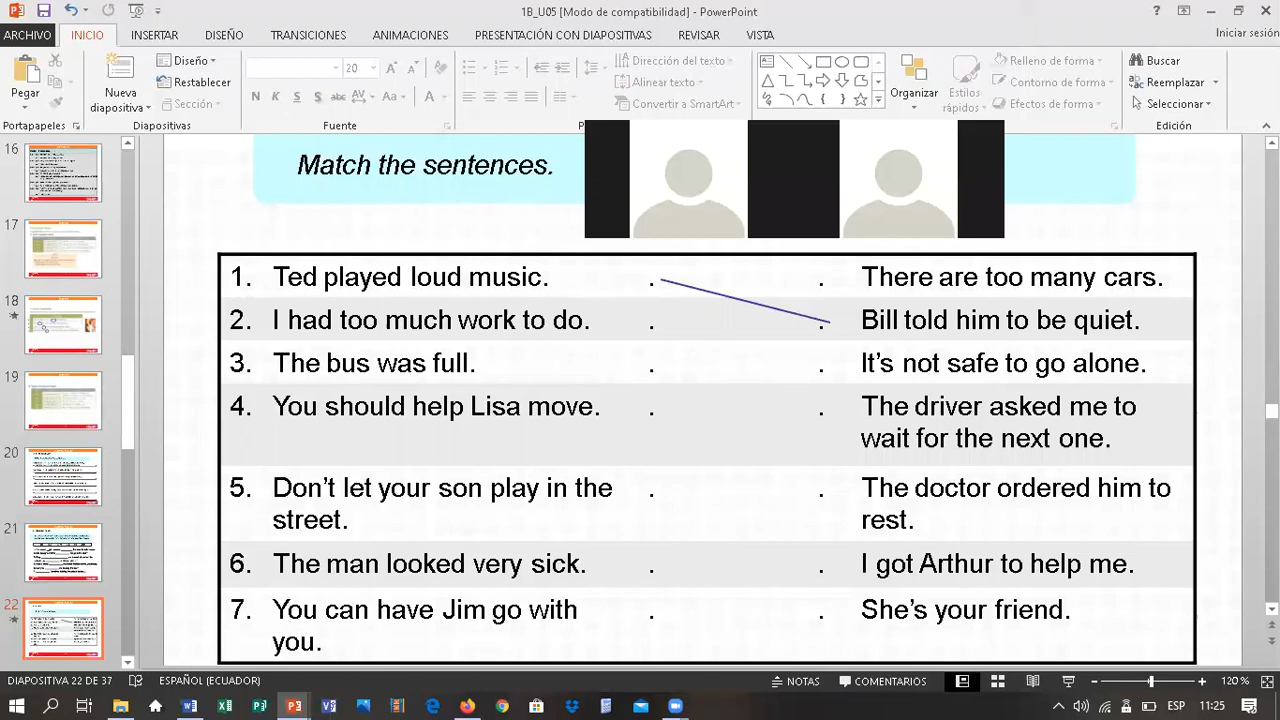 1B_U05 [Modo de compatibilidad] - PowerPoint
ARCHIVO INICIO INSERTAR DISEÑO TRANSICIONES ANIMACIONES PRESENTACIÓN CON DIAPOSITIVAS REVISAR VISTA Iniciar sesión
Pegar
Nueva diapositiva
Diseño
Restablecer
Sección
20
N K S S abc AV Aa A
Dirección del texto
Alinear texto
Convertir a SmartArt
Organizar
Estilos rápidos
Relleno de forma
Contorno de forma
Efectos de forma
Buscar
Reemplazar
Seleccionar
Portapapeles Diapositivas Fuente Edición
16
17
18
19
20
21
22
Match the sentences.
1. Ted played loud music. . . There are too many cars.
2. I had too much work to do. . . Bill told him to be quiet.
3. The bus was full. . . It's not safe to go alone.
4. You should help Lisa move. . . The driver asked me to
wait for the next one.
5. Don't let your son play in the . . The doctor ordered him to
street. rest.
6. The man looked very sick. . . I got Arthur to help me.
7. You can have Jim go with . . She's your friend.
you.
DIAPOSITIVA 22 DE 37 ESPAÑOL (ECUADOR) NOTAS COMENTARIOS 120 %
ESP 11:25